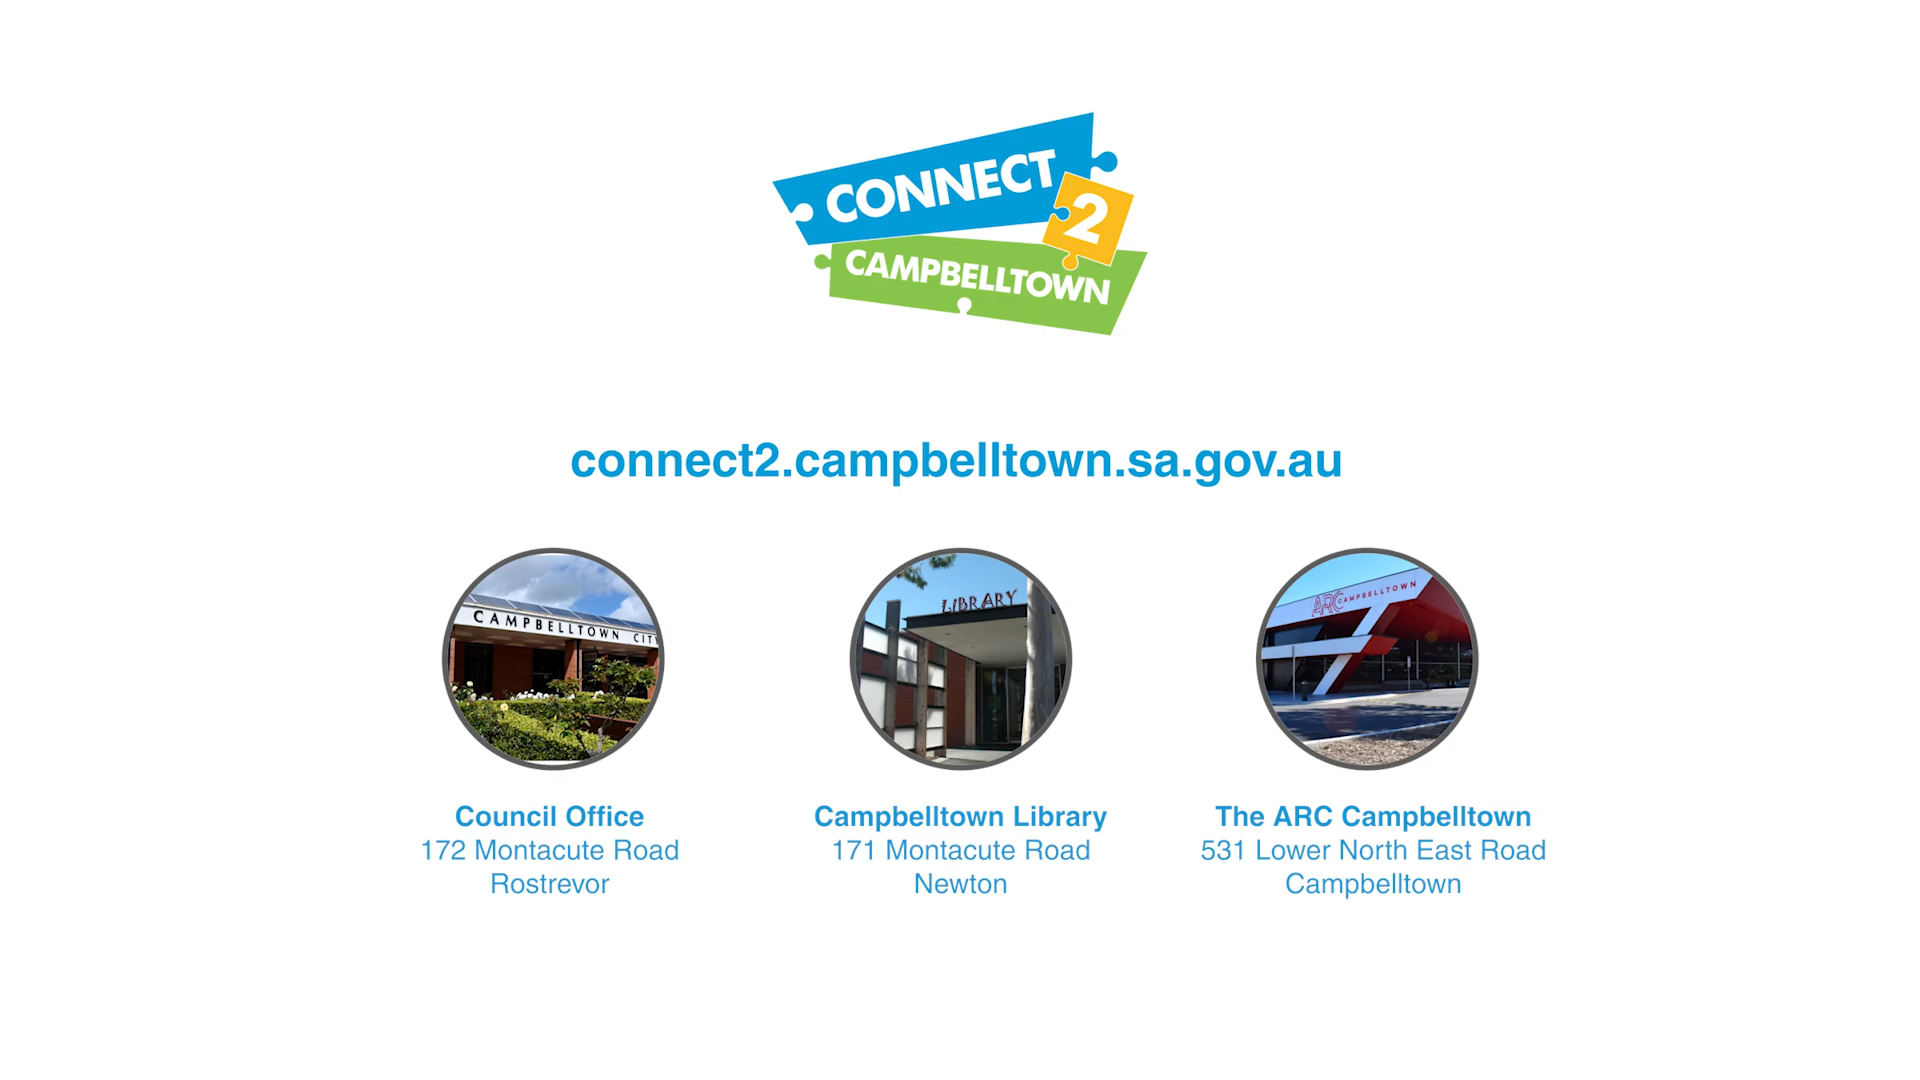 CONNECT
2
CAMPBELLTOWN
connect2.campbelltown.sa.gov.au
CAMPBELLTOWN CITY
LIBRARY
ARC CAMPBELLTOWN
Council Office
172 Montacute Road
Rostrevor
Campbelltown Library
171 Montacute Road
Newton
The ARC Campbelltown
531 Lower North East Road
Campbelltown